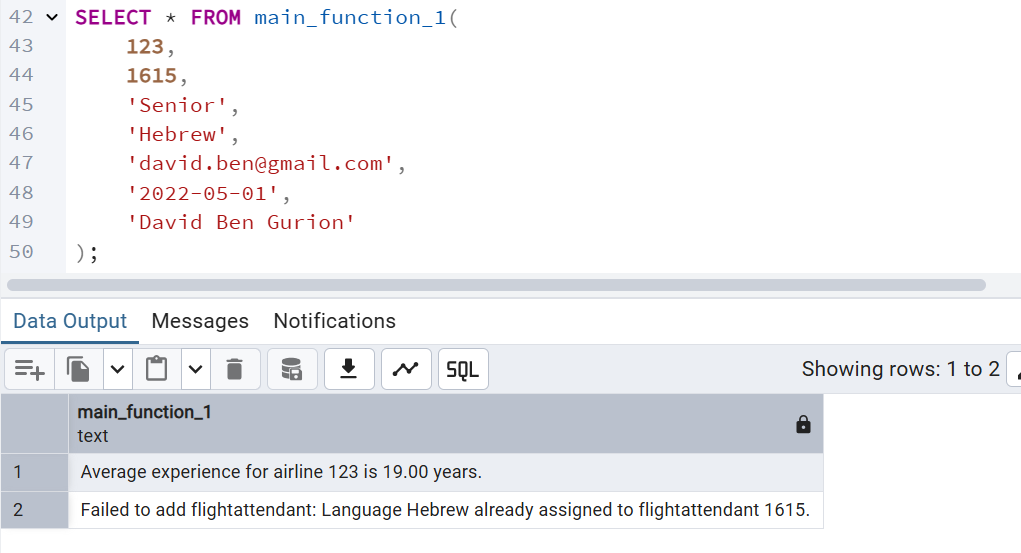 42 SELECT * FROM main_function_1(
43 123,
44 1615,
45 'Senior',
46 'Hebrew',
47 'david.ben@gmail.com',
48 '2022-05-01',
49 'David Ben Gurion'
50 );
Data Output Messages Notifications
SQL Showing rows: 1 to 2
main_function_1
text
1 Average experience for airline 123 is 19.00 years.
2 Failed to add flightattendant: Language Hebrew already assigned to flightattendant 1615.